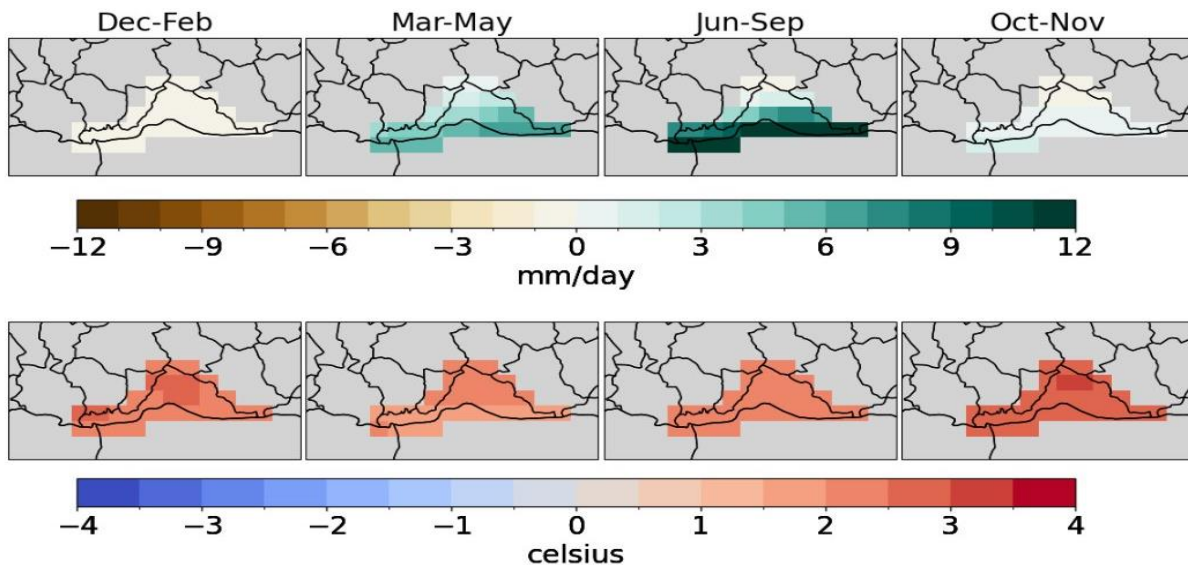 Dec-Feb Mar-May Jun-Sep Oct-Nov
−12 −9 −6 −3 0 3 6 9 12
mm/day
−4 −3 −2 −1 0 1 2 3 4
celsius